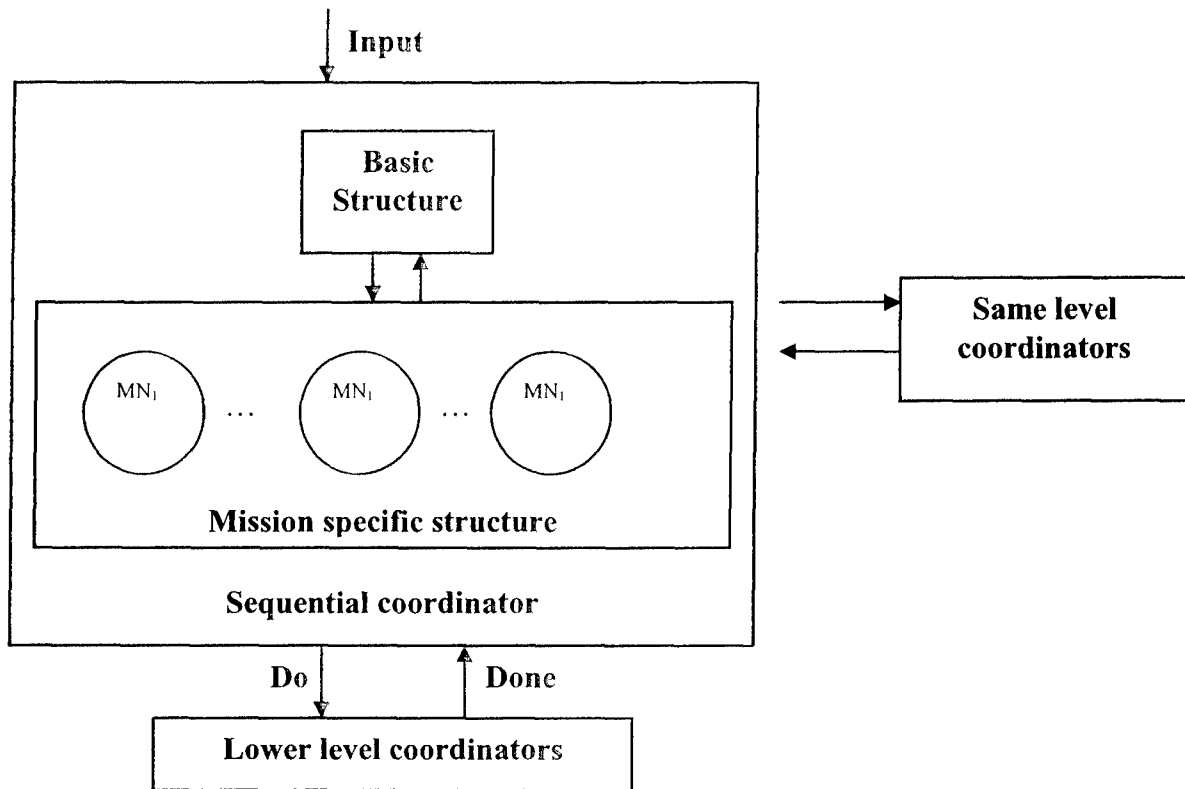 Input
Basic
Structure
Same level
coordinators
MN₁ ... MN₁ ... MN₁
Mission specific structure
Sequential coordinator
Do
Done
Lower level coordinators